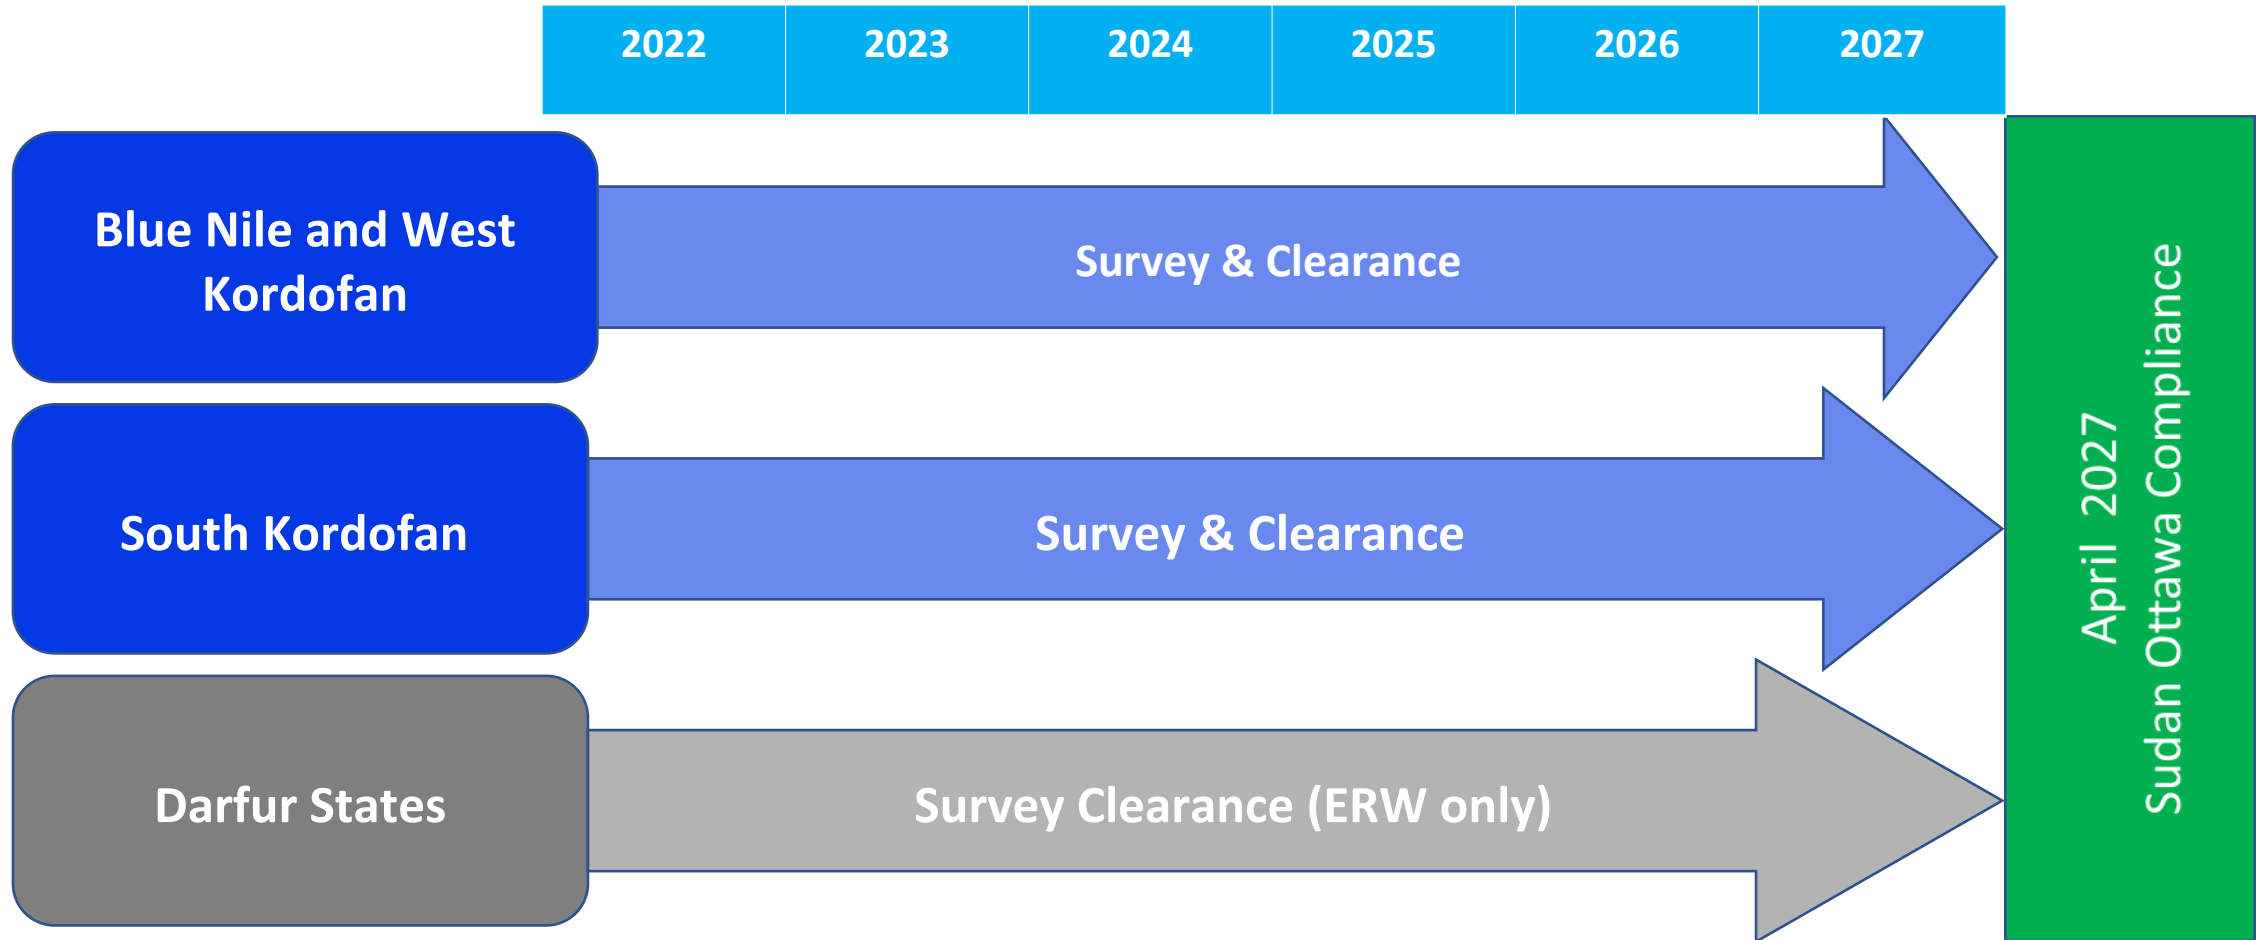 2022 2023 2024 2025 2026 2027
Blue Nile and West
Kordofan
Survey & Clearance
South Kordofan
Survey & Clearance
Darfur States
Survey Clearance (ERW only)
April 2027
Sudan Ottawa Compliance